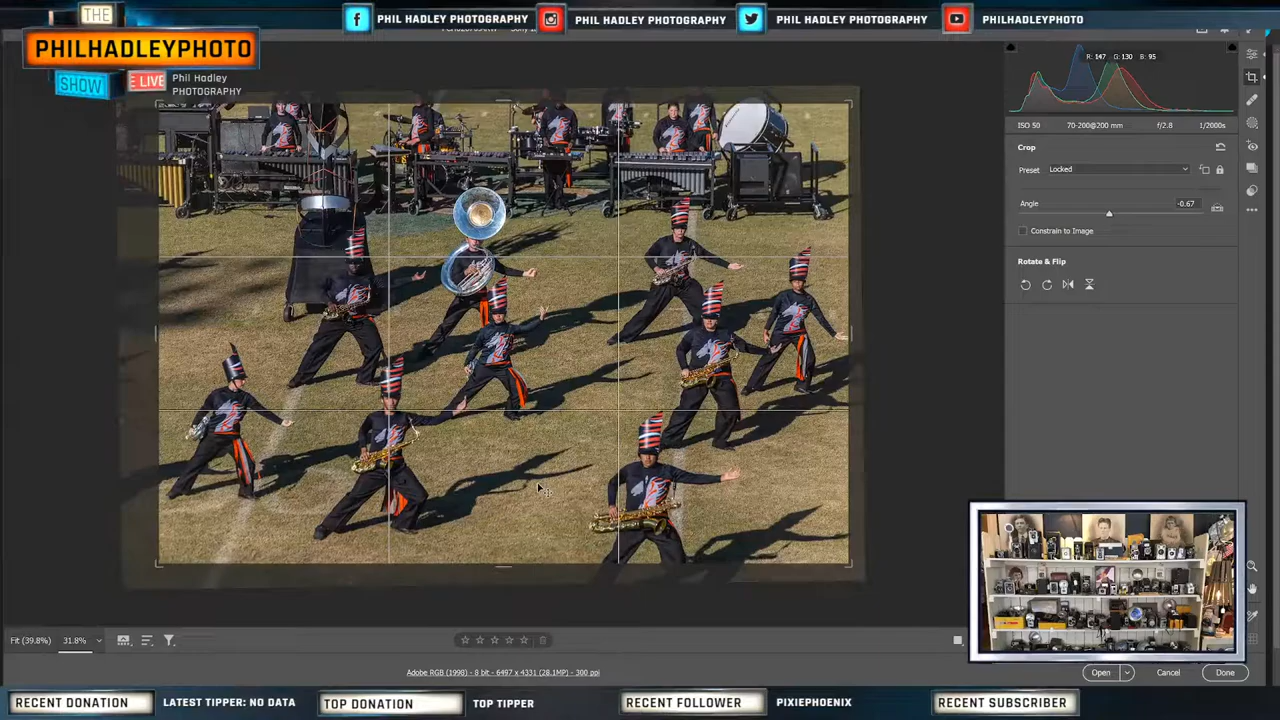 PHIL HADLEY PHOTOGRAPHY
PHIL HADLEY PHOTOGRAPHY
PHIL HADLEY PHOTOGRAPHY
PHILHADLEYPHOTO
THE
PHILHADLEYPHOTO
SHOW
LIVE
Phil Hadley
PHOTOGRAPHY
R: 147 G: 130 B: 95
ISO 50 70-200@200 mm f/2.8 1/2000s
Crop
Preset Locked
Angle -0.67
Constrain to Image
Rotate & Flip
Fit (39.8%) 31.8%
Adobe RGB (1998) - 8 bit - 6497 x 4331 (28.1MP) - 300 ppi
Open Cancel Done
RECENT DONATION LATEST TIPPER: NO DATA TOP DONATION TOP TIPPER RECENT FOLLOWER PIXIEPHOENIX RECENT SUBSCRIBER